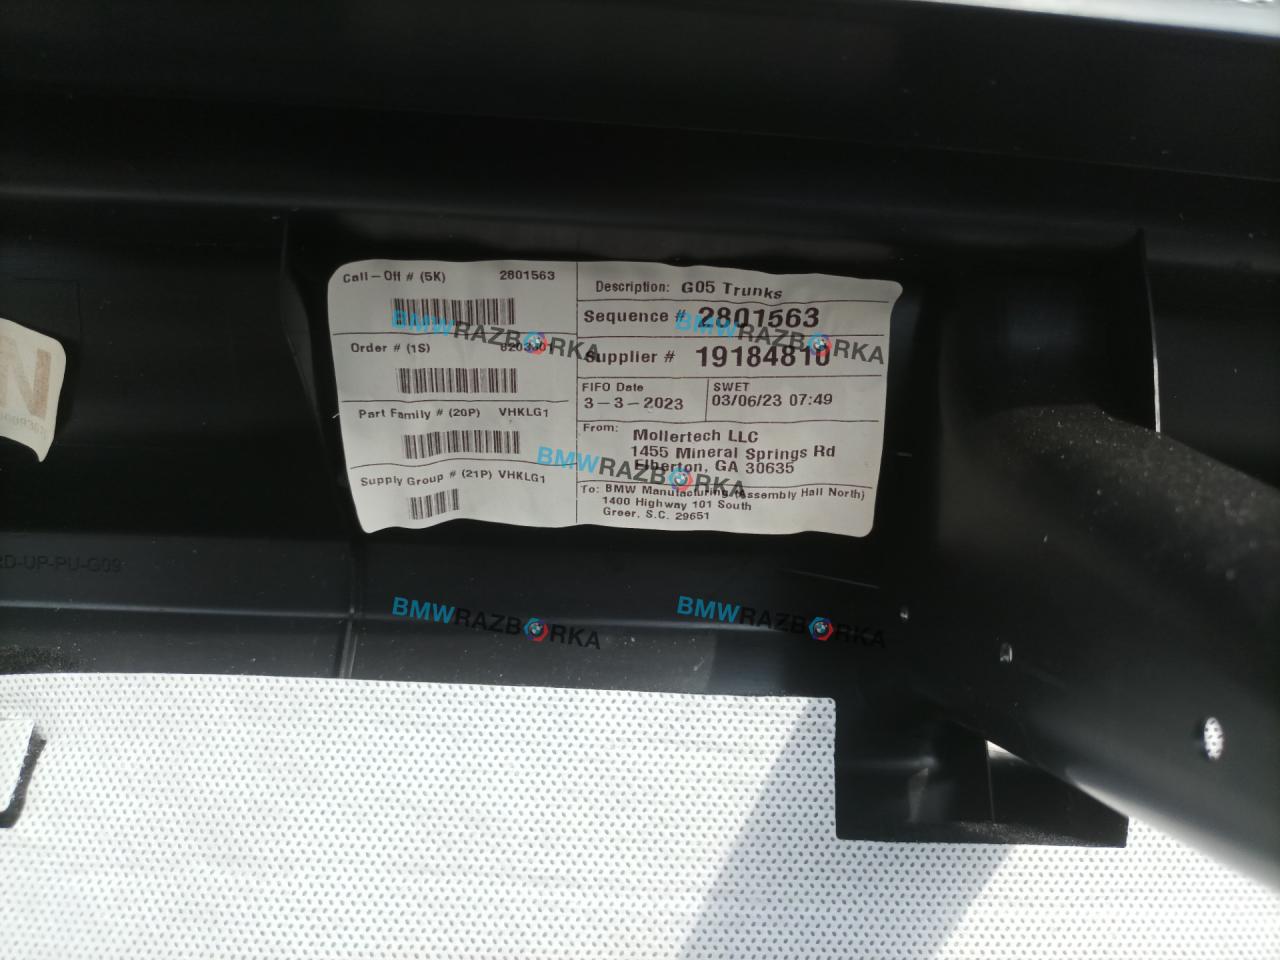 Call-Off # (5K) 2801563
Order # (1S)
Part Family # (20P) VHKLG1
Supply Group # (21P) VHKLG1
Description: G05 Trunks
Sequence # 2801563
Supplier # 19184810
FIFO Date
3-3-2023
SWET
03/06/23 07:49
From: Mollertech LLC
1455 Mineral Springs Rd
Elberton, GA 30635
To: BMW Manufacturing (Assembly Hall North)
1400 Highway 101 South
Greer, S.C. 29651
N
BMWRAZBORKA
BMWRAZBORKA
BMWRAZBORKA
BMWRAZBORKA
BMWRAZBORKA